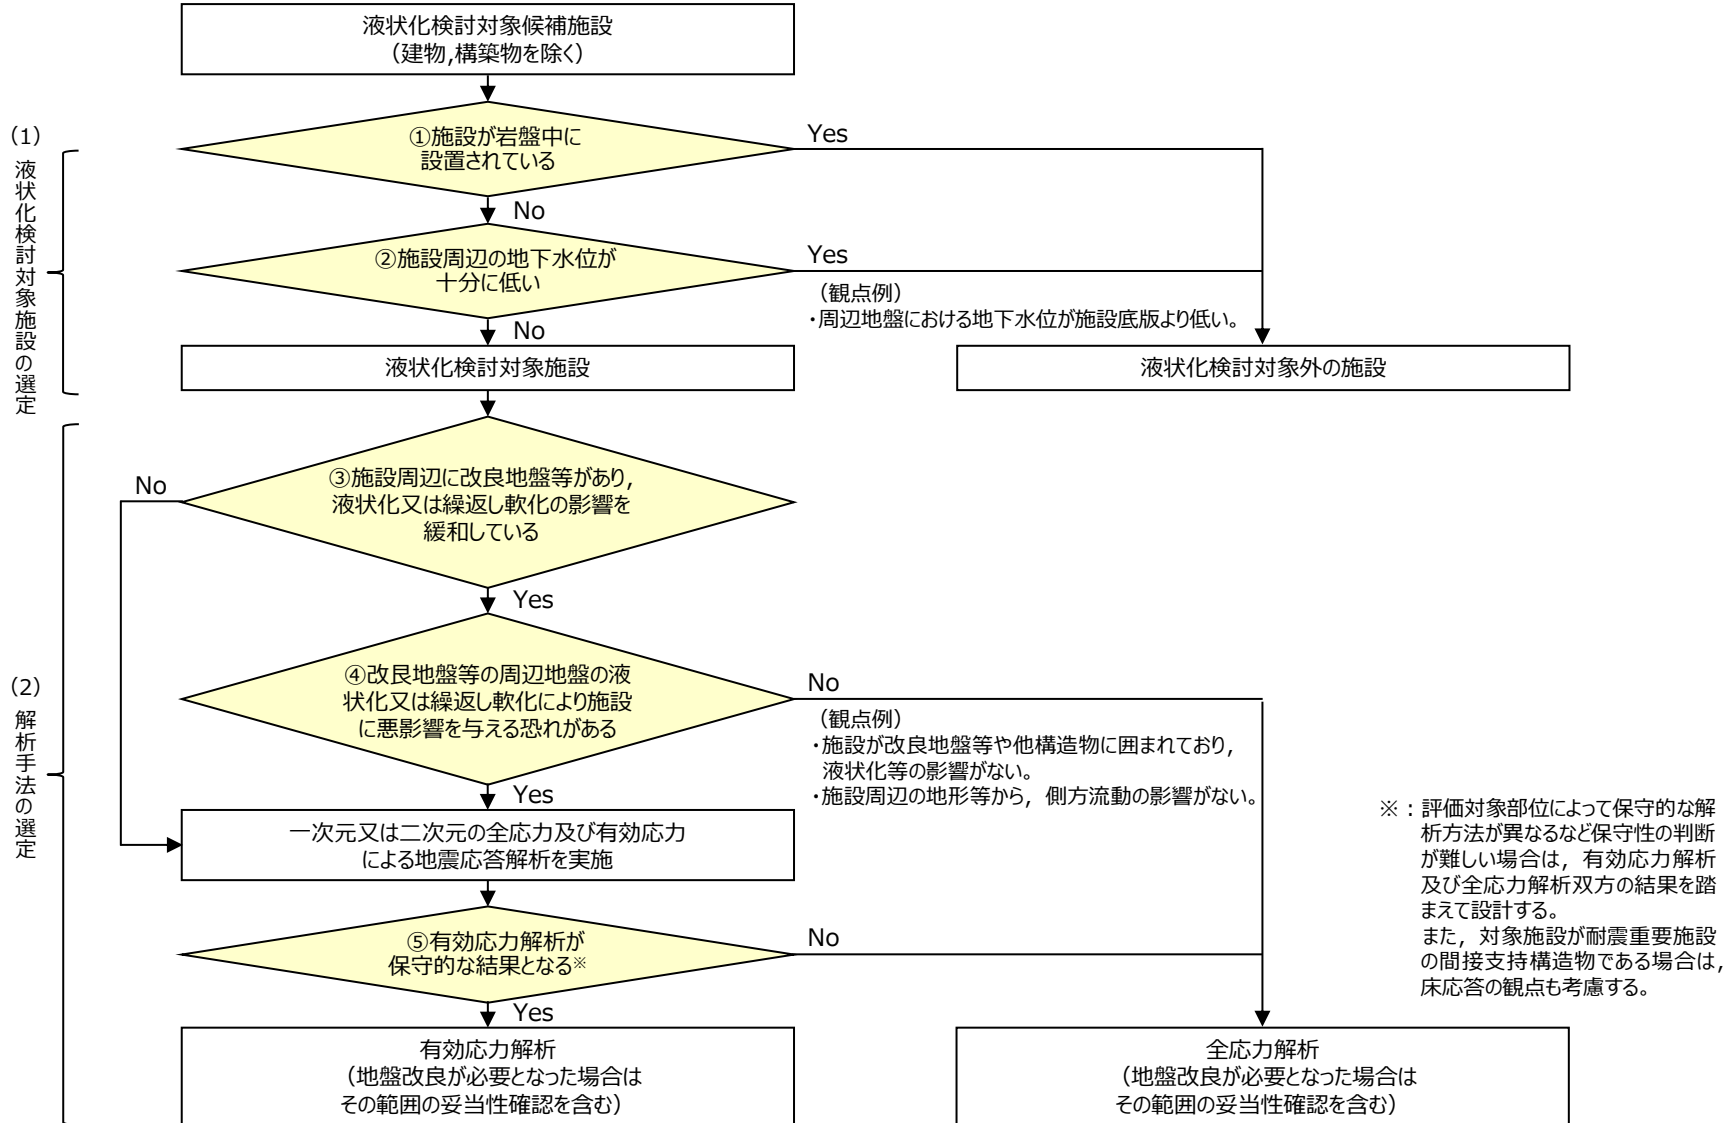 液状化検討対象候補施設
（建物,構築物を除く）
（1）
液状化検討対象施設の選定
①施設が岩盤中に
設置されている
Yes
No
②施設周辺の地下水位が
十分に低い
Yes
（観点例）
・周辺地盤における地下水位が施設底版より低い。
No
液状化検討対象施設
液状化検討対象外の施設
（2）
解析手法の選定
③施設周辺に改良地盤等があり,
液状化又は繰返し軟化の影響を
緩和している
No
Yes
④改良地盤等の周辺地盤の液
状化又は繰返し軟化により施設
に悪影響を与える恐れがある
No
（観点例）
・施設が改良地盤等や他構造物に囲まれており,
液状化等の影響がない。
・施設周辺の地形等から, 側方流動の影響がない。
Yes
一次元又は二次元の全応力及び有効応力
による地震応答解析を実施
⑤有効応力解析が
保守的な結果となる※
No
Yes
有効応力解析
（地盤改良が必要となった場合は
その範囲の妥当性確認を含む）
全応力解析
（地盤改良が必要となった場合は
その範囲の妥当性確認を含む）
※：評価対象部位によって保守的な解
析方法が異なるなど保守性の判断
が難しい場合は, 有効応力解析
及び全応力解析双方の結果を踏
まえて設計する。
また, 対象施設が耐震重要施設
の間接支持構造物である場合は,
床応答の観点も考慮する。